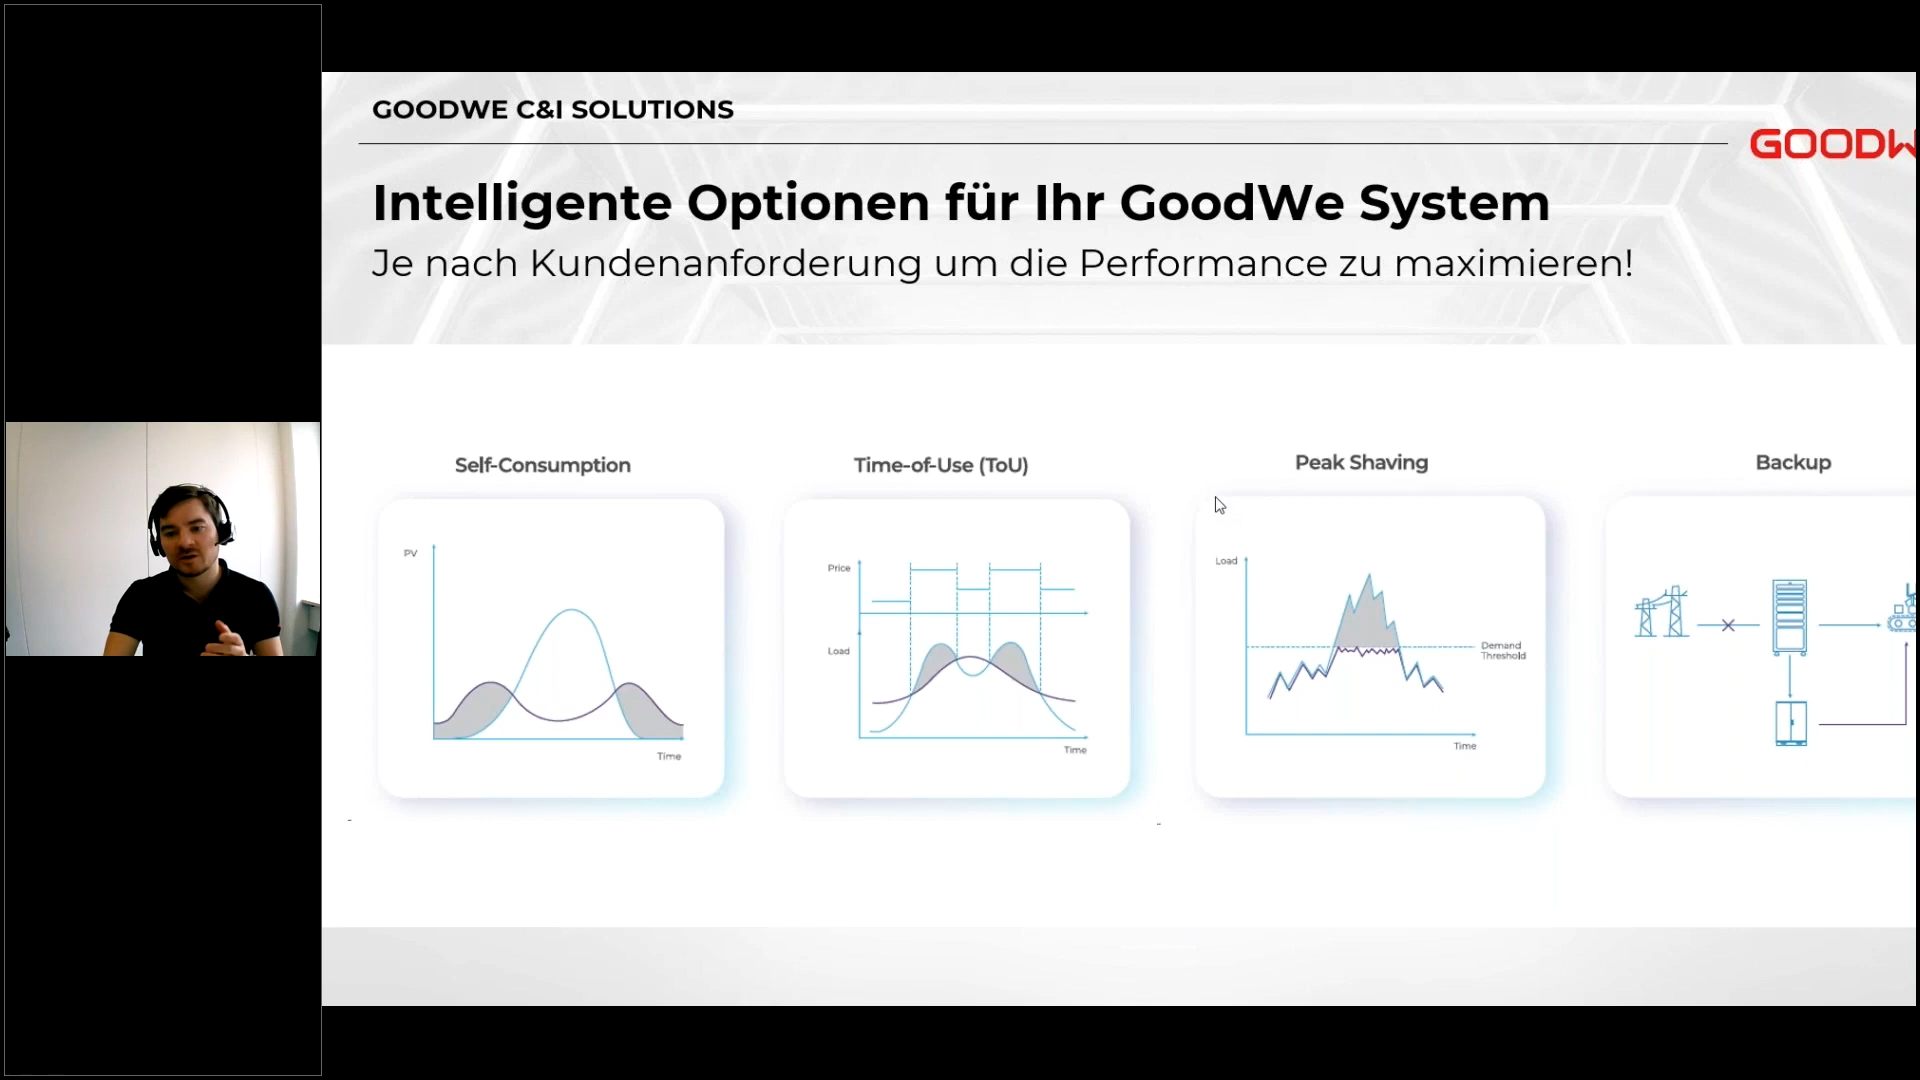 GOODWE C&I SOLUTIONS
GOODW
Intelligente Optionen für Ihr GoodWe System
Je nach Kundenanforderung um die Performance zu maximieren!
Self-Consumption
Time-of-Use (ToU)
Peak Shaving
Backup
PV
Time
Price
Load
Time
Load
Demand
Threshold
Time